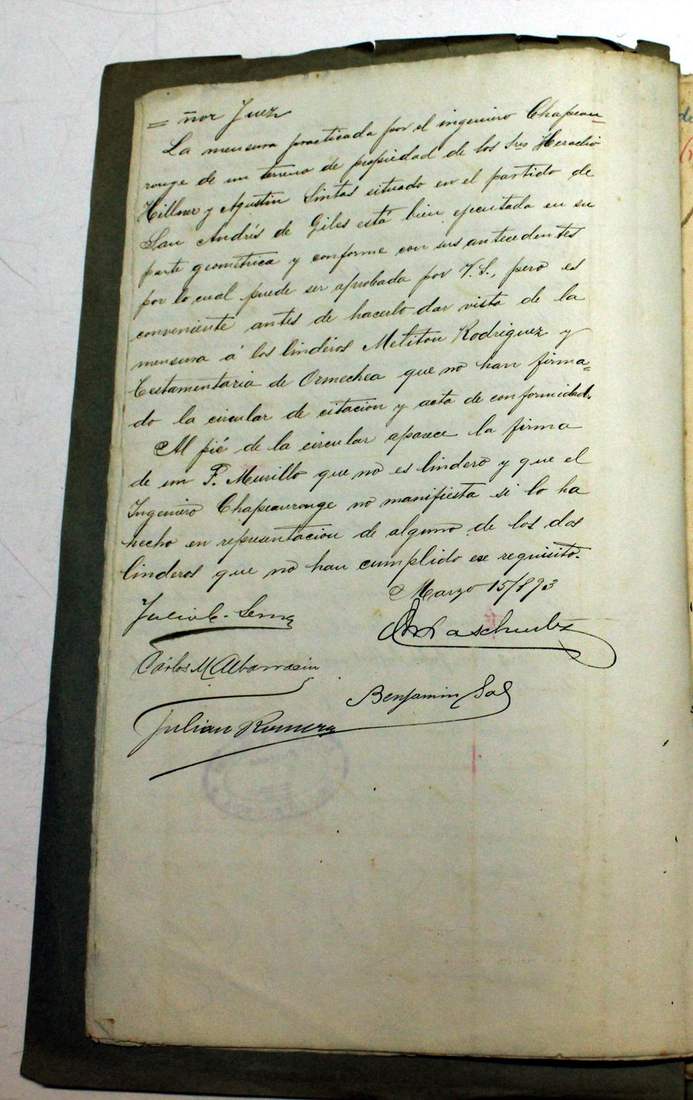 = ñor Juez
La mensura practicada por el ingeniero Chapeau
rouge de un terreno de propiedad de los Sres Heraclio
Hillner y Agustin Sintas situado en el partido de
San Andrés de Giles está bien ejecutada en su
parte geométrica y conforme con sus antecedentes
por lo cual puede ser aprobada por V.S., pero es
conveniente antes de hacerlo dar vista de la
mensura á los linderos Meliton Rodriguez y
Testamentaria de Ormechea que no han firma=
do la circular de citacion y acta de conformidad.
Al pié de la circular aparece la firma
de un P. Murillo que no es lindero y que el
Ingeniero Chapeaurouge no manifiesta si lo ha
hecho en representacion de alguno de los dos
linderos que no han cumplido ese requisito.
Marzo 15/893
Julio C. Serna
Carlos M Albarracin
Benjamin Sal
Julian Romero